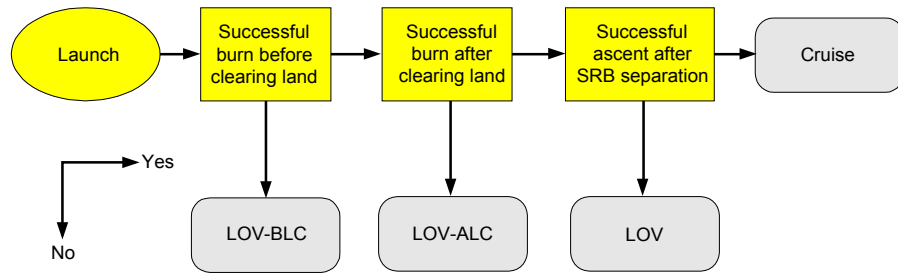 Launch
Successful
burn before
clearing land
Successful
burn after
clearing land
Successful
ascent after
SRB separation
Cruise
Yes
No
LOV-BLC
LOV-ALC
LOV